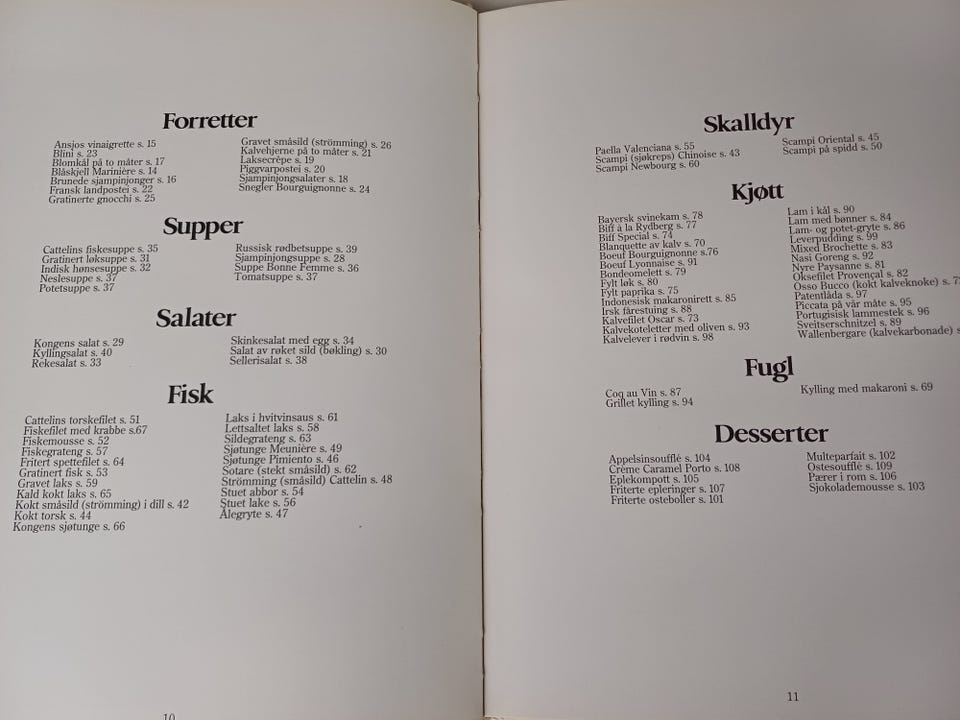 Forretter
Ansjos vinaigrette s. 15
Blini s. 23
Blomkål på to måter s. 17
Blåskjell Marinière s. 14
Brunede sjampinjonger s. 16
Fransk landpostei s. 22
Gratinerte gnocchi s. 25
Gravet småsild (strömming) s. 26
Kalvehjerne på to måter s. 21
Laksecrêpe s. 19
Piggvarpostei s. 20
Sjampinjongsalater s. 18
Snegler Bourguignonne s. 24
Supper
Cattelins fiskesuppe s. 35
Gratinert løksuppe s. 31
Indisk hønsesuppe s. 32
Neslesuppe s. 37
Potetsuppe s. 37
Russisk rødbetsuppe s. 39
Sjampinjongsuppe s. 28
Suppe Bonne Femme s. 36
Tomatsuppe s. 37
Salater
Kongens salat s. 29
Kyllingsalat s. 40
Rekesalat s. 33
Skinkesalat med egg s. 34
Salat av røket sild (bøkling) s. 30
Sellerisalat s. 38
Fisk
Cattelins torskefilet s. 51
Fiskefilet med krabbe s.67
Fiskemousse s. 52
Fiskegrateng s. 57
Fritert spettefilet s. 64
Gratinert fisk s. 53
Gravet laks s. 59
Kald kokt laks s. 65
Kokt småsild (strömming) i dill s. 42
Kokt torsk s. 44
Kongens sjøtunge s. 66
Laks i hvitvinsaus s. 61
Lettsaltet laks s. 58
Sildegrateng s. 63
Sjøtunge Meunière s. 49
Sjøtunge Pimiento s. 46
Sotare (stekt småsild) s. 62
Strömming (småsild) Cattelin s. 48
Stuet abbor s. 54
Stuet lake s. 56
Ålegryte s. 47
10
Skalldyr
Paella Valenciana s. 55
Scampi (sjøkreps) Chinoise s. 43
Scampi Newbourg s. 60
Scampi Oriental s. 45
Scampi på spidd s. 50
Kjøtt
Bayersk svinekam s. 78
Biff à la Rydberg s. 77
Biff Special s. 74
Blanquette av kalv s. 70
Boeuf Bourguignonne s.76
Boeuf Lyonnaise s. 91
Bondeomelett s. 79
Fylt løk s. 80
Fylt paprika s. 75
Indonesisk makaronirett s. 85
Irsk fårestuing s. 88
Kalvefilet Oscar s. 73
Kalvekoteletter med oliven s. 93
Kalvelever i rødvin s. 98
Lam i kål s. 90
Lam med bønner s. 84
Lam- og potet-gryte s. 86
Leverpudding s. 99
Mixed Brochette s. 83
Nasi Goreng s. 92
Nyre Paysanne s. 81
Oksefilet Provençal s. 82
Osso Bucco (kokt kalveknoke) s.
Patentlåda s. 97
Piccata på vår måte s. 95
Portugisisk lammestek s. 96
Sveitserschnitzel s. 89
Wallenbergare (kalvekarbonade) s
Fugl
Coq au Vin s. 87
Grillet kylling s. 94
Kylling med makaroni s. 69
Desserter
Appelsinsoufflé s. 104
Crème Caramel Porto s. 108
Eplekompott s. 105
Friterte epleringer s. 107
Friterte osteboller s. 101
Multeparfait s. 102
Ostesoufflé s. 109
Pærer i rom s. 106
Sjokolademousse s. 103
11